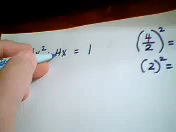 x² - 4x = 1
(4/2)² =
(2)² =